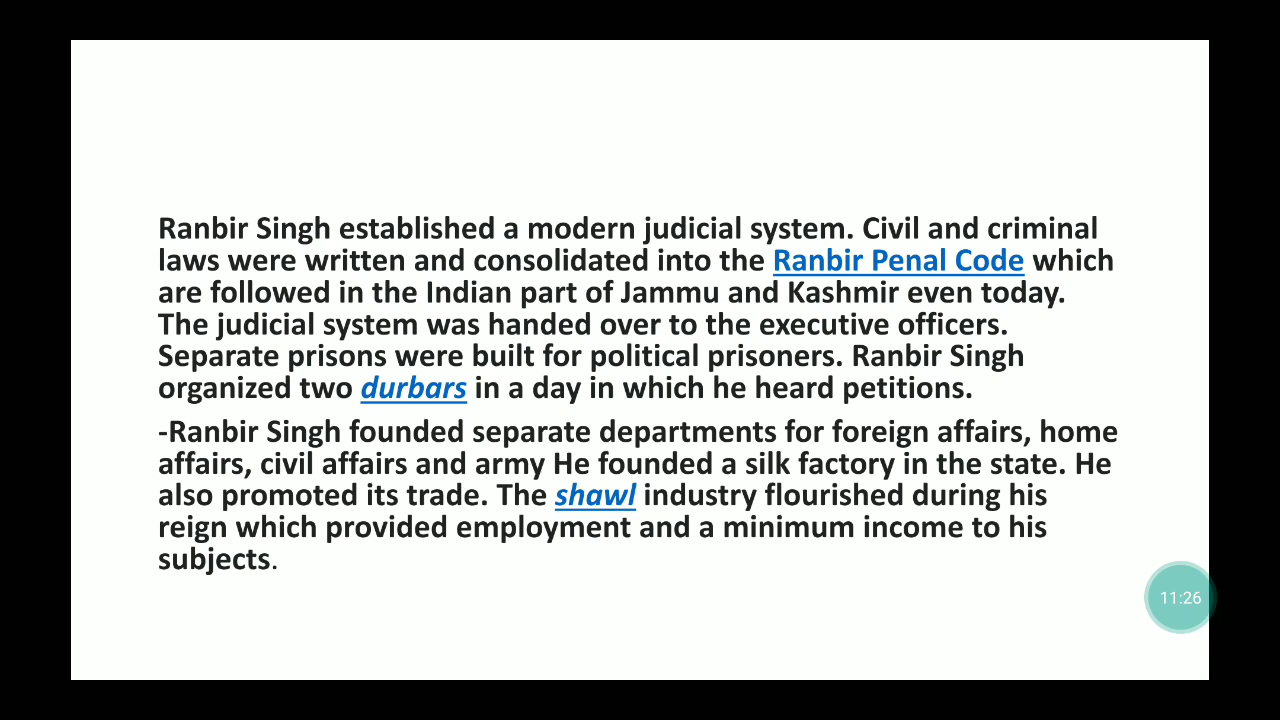 Ranbir Singh established a modern judicial system. Civil and criminal
laws were written and consolidated into the Ranbir Penal Code which
are followed in the Indian part of Jammu and Kashmir even today.
The judicial system was handed over to the executive officers.
Separate prisons were built for political prisoners. Ranbir Singh
organized two durbars in a day in which he heard petitions.
-Ranbir Singh founded separate departments for foreign affairs, home
affairs, civil affairs and army He founded a silk factory in the state. He
also promoted its trade. The shawl industry flourished during his
reign which provided employment and a minimum income to his
subjects.
11:26